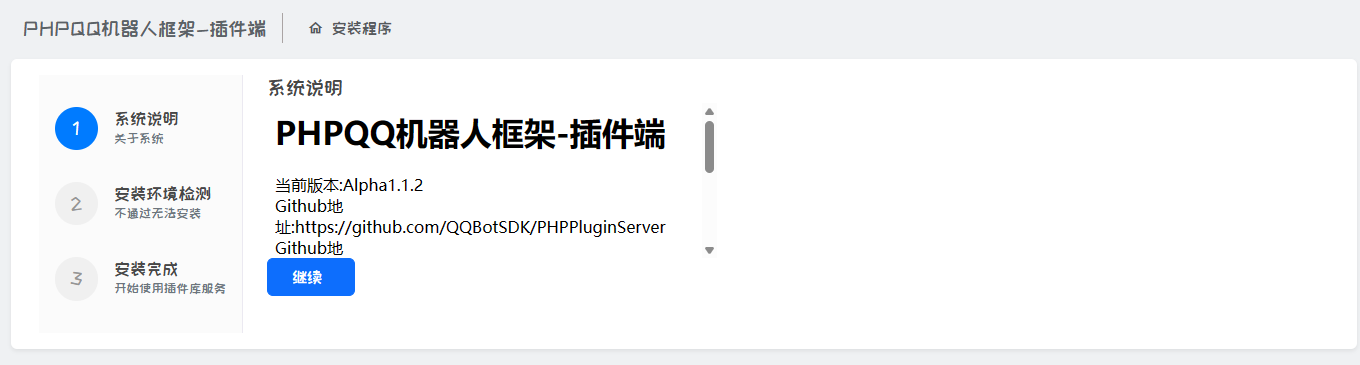 PHPQQ机器人框架-插件端
安装程序
1
系统说明
关于系统
2
安装环境检测
不通过无法安装
3
安装完成
开始使用插件库服务
系统说明
PHPQQ机器人框架-插件端
当前版本:Alpha1.1.2
Github地
址:https://github.com/QQBotSDK/PHPPluginServer
Github地
继续